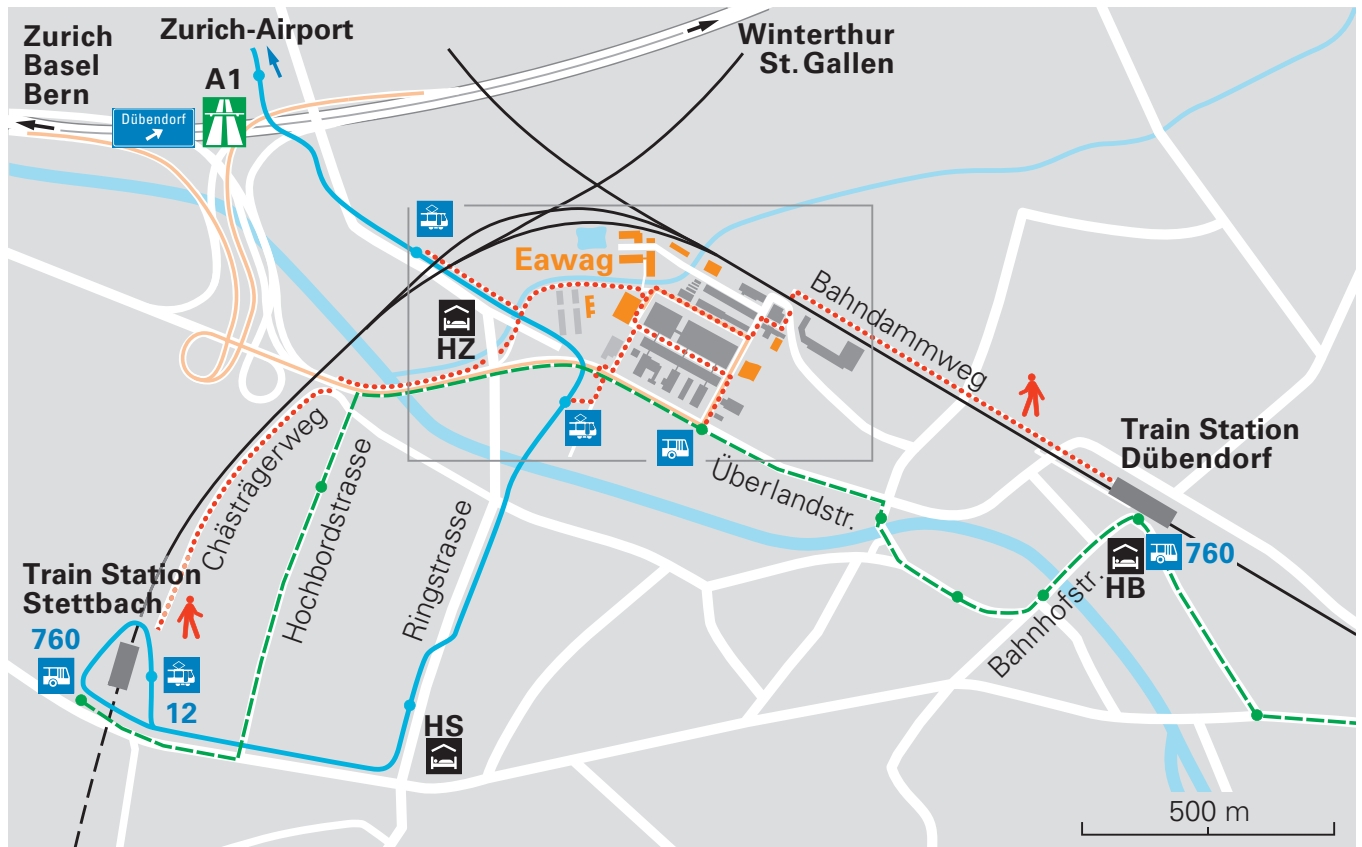 Zurich
Basel
Bern
Zurich-Airport
A1
Dübendorf
Winterthur
St. Gallen
Eawag
HZ
Bahndammweg
Train Station
Dübendorf
Chästrägerweg
Hochbordstrasse
Ringstrasse
Überlandstr.
Bahnhofstr.
HB
760
Train Station
Stettbach
760
12
HS
500 m